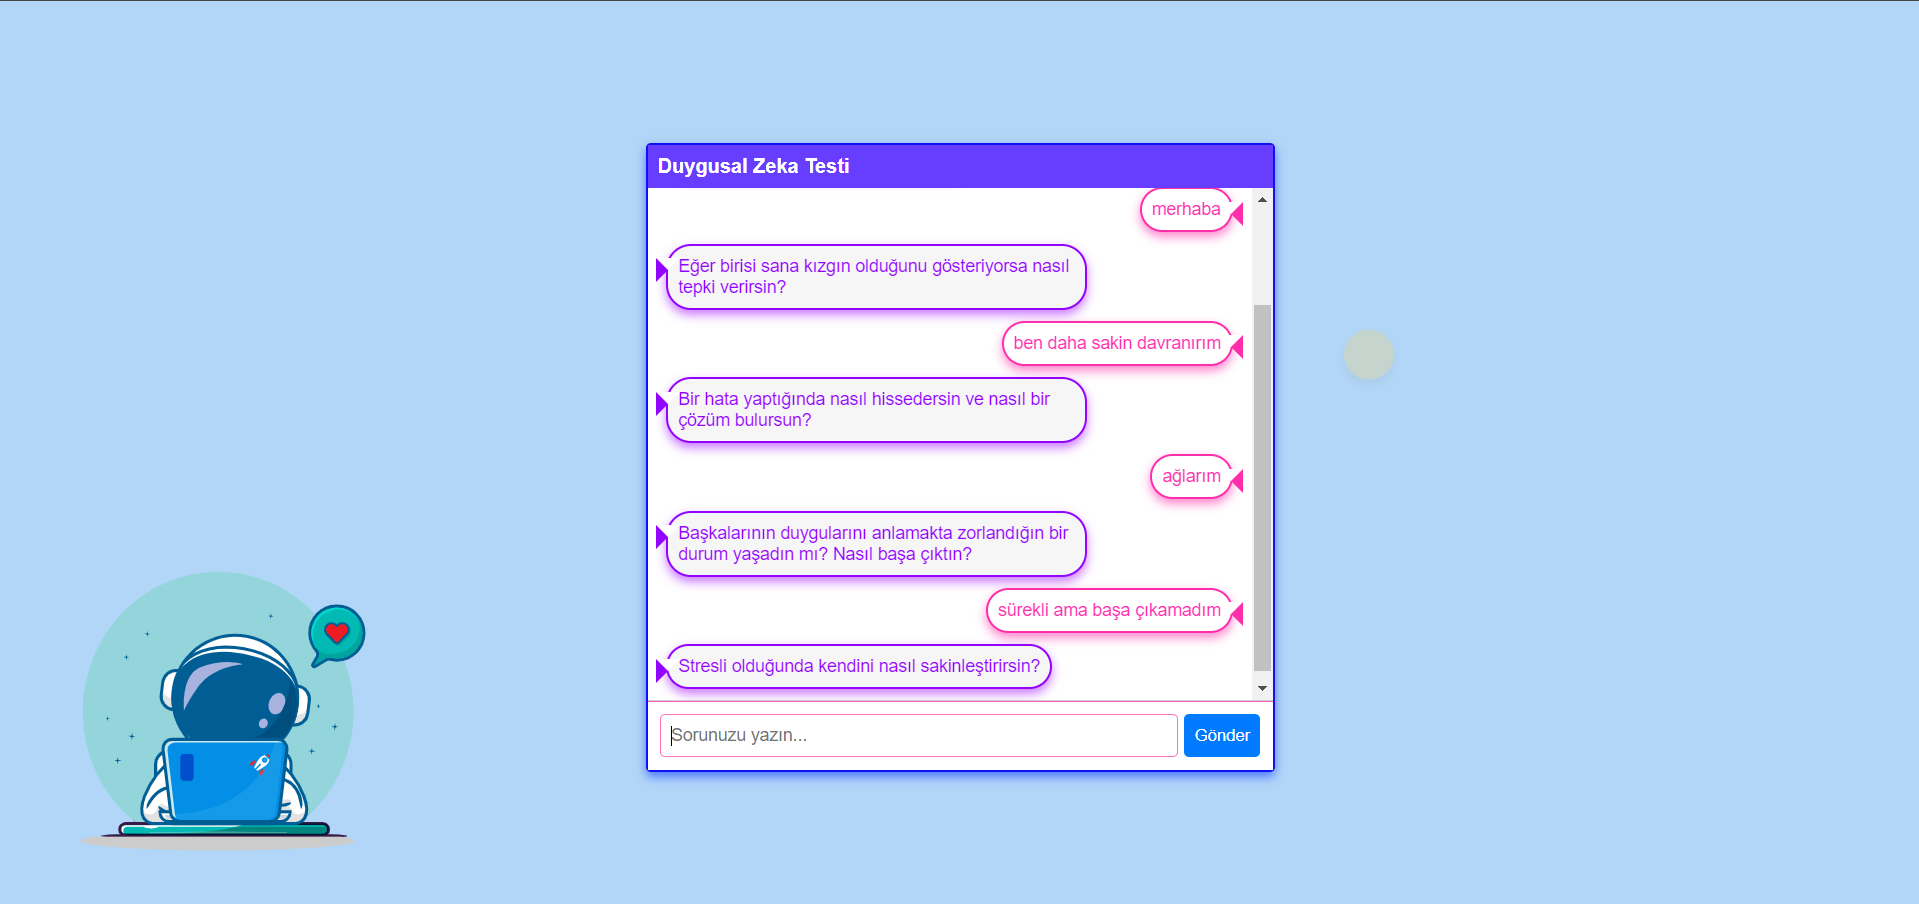 Duygusal Zeka Testi
merhaba
Eğer birisi sana kızgın olduğunu gösteriyorsa nasıl
tepki verirsin?
ben daha sakin davranırım
Bir hata yaptığında nasıl hissedersin ve nasıl bir
çözüm bulursun?
ağlarım
Başkalarının duygularını anlamakta zorlandığın bir
durum yaşadın mı? Nasıl başa çıktın?
sürekli ama başa çıkamadım
Stresli olduğunda kendini nasıl sakinleştirirsin?
Sorunuzu yazın...
Gönder